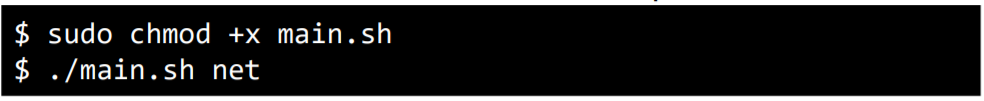 $ sudo chmod +x main.sh
$ ./main.sh net